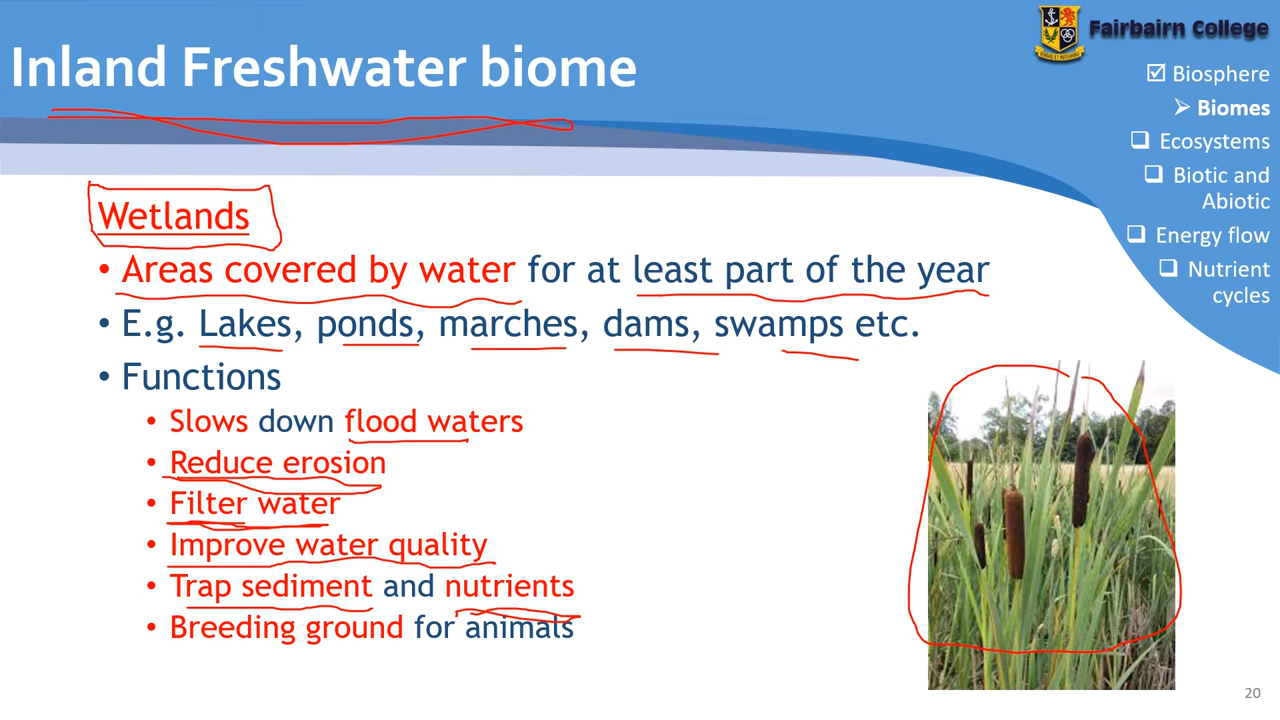 Inland Freshwater biome
Fairbairn College
☑ Biosphere
➢ Biomes
❑ Ecosystems
❑ Biotic and
Abiotic
❑ Energy flow
❑ Nutrient
cycles
Wetlands
• Areas covered by water for at least part of the year
• E.g. Lakes, ponds, marches, dams, swamps etc.
• Functions
• Slows down flood waters
• Reduce erosion
• Filter water
• Improve water quality
• Trap sediment and nutrients
• Breeding ground for animals
20